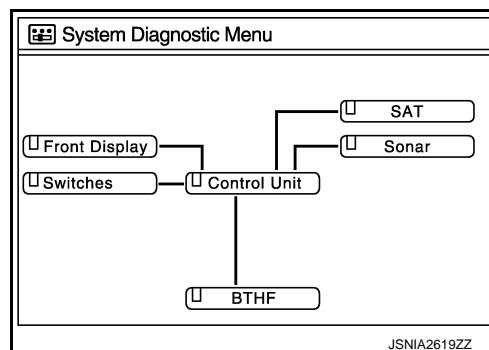 System Diagnostic Menu
SAT
Front Display
Sonar
Switches
Control Unit
BTHF
JSNIA2619ZZ